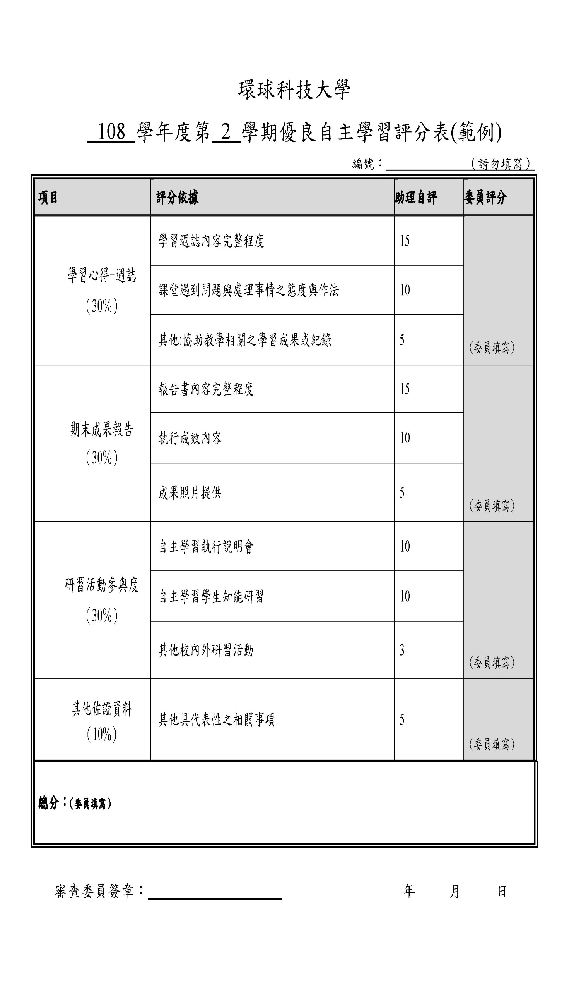 環球科技大學
108 學年度第 2 學期優良自主學習評分表(範例)
編號：（請勿填寫）
項目 評分依據 助理自評 委員評分
學習心得-週誌
（30%）
學習週誌內容完整程度 15
課堂遇到問題與處理事情之態度與作法 10
其他:協助教學相關之學習成果或紀錄 5
（委員填寫）
期末成果報告
（30%）
報告書內容完整程度 15
執行成效內容 10
成果照片提供 5
（委員填寫）
研習活動參與度
（30%）
自主學習執行說明會 10
自主學習學生知能研習 10
其他校內外研習活動 3
（委員填寫）
其他佐證資料
（10%）
其他具代表性之相關事項 5
（委員填寫）
總分：（委員填寫）
審查委員簽章： 年 月 日